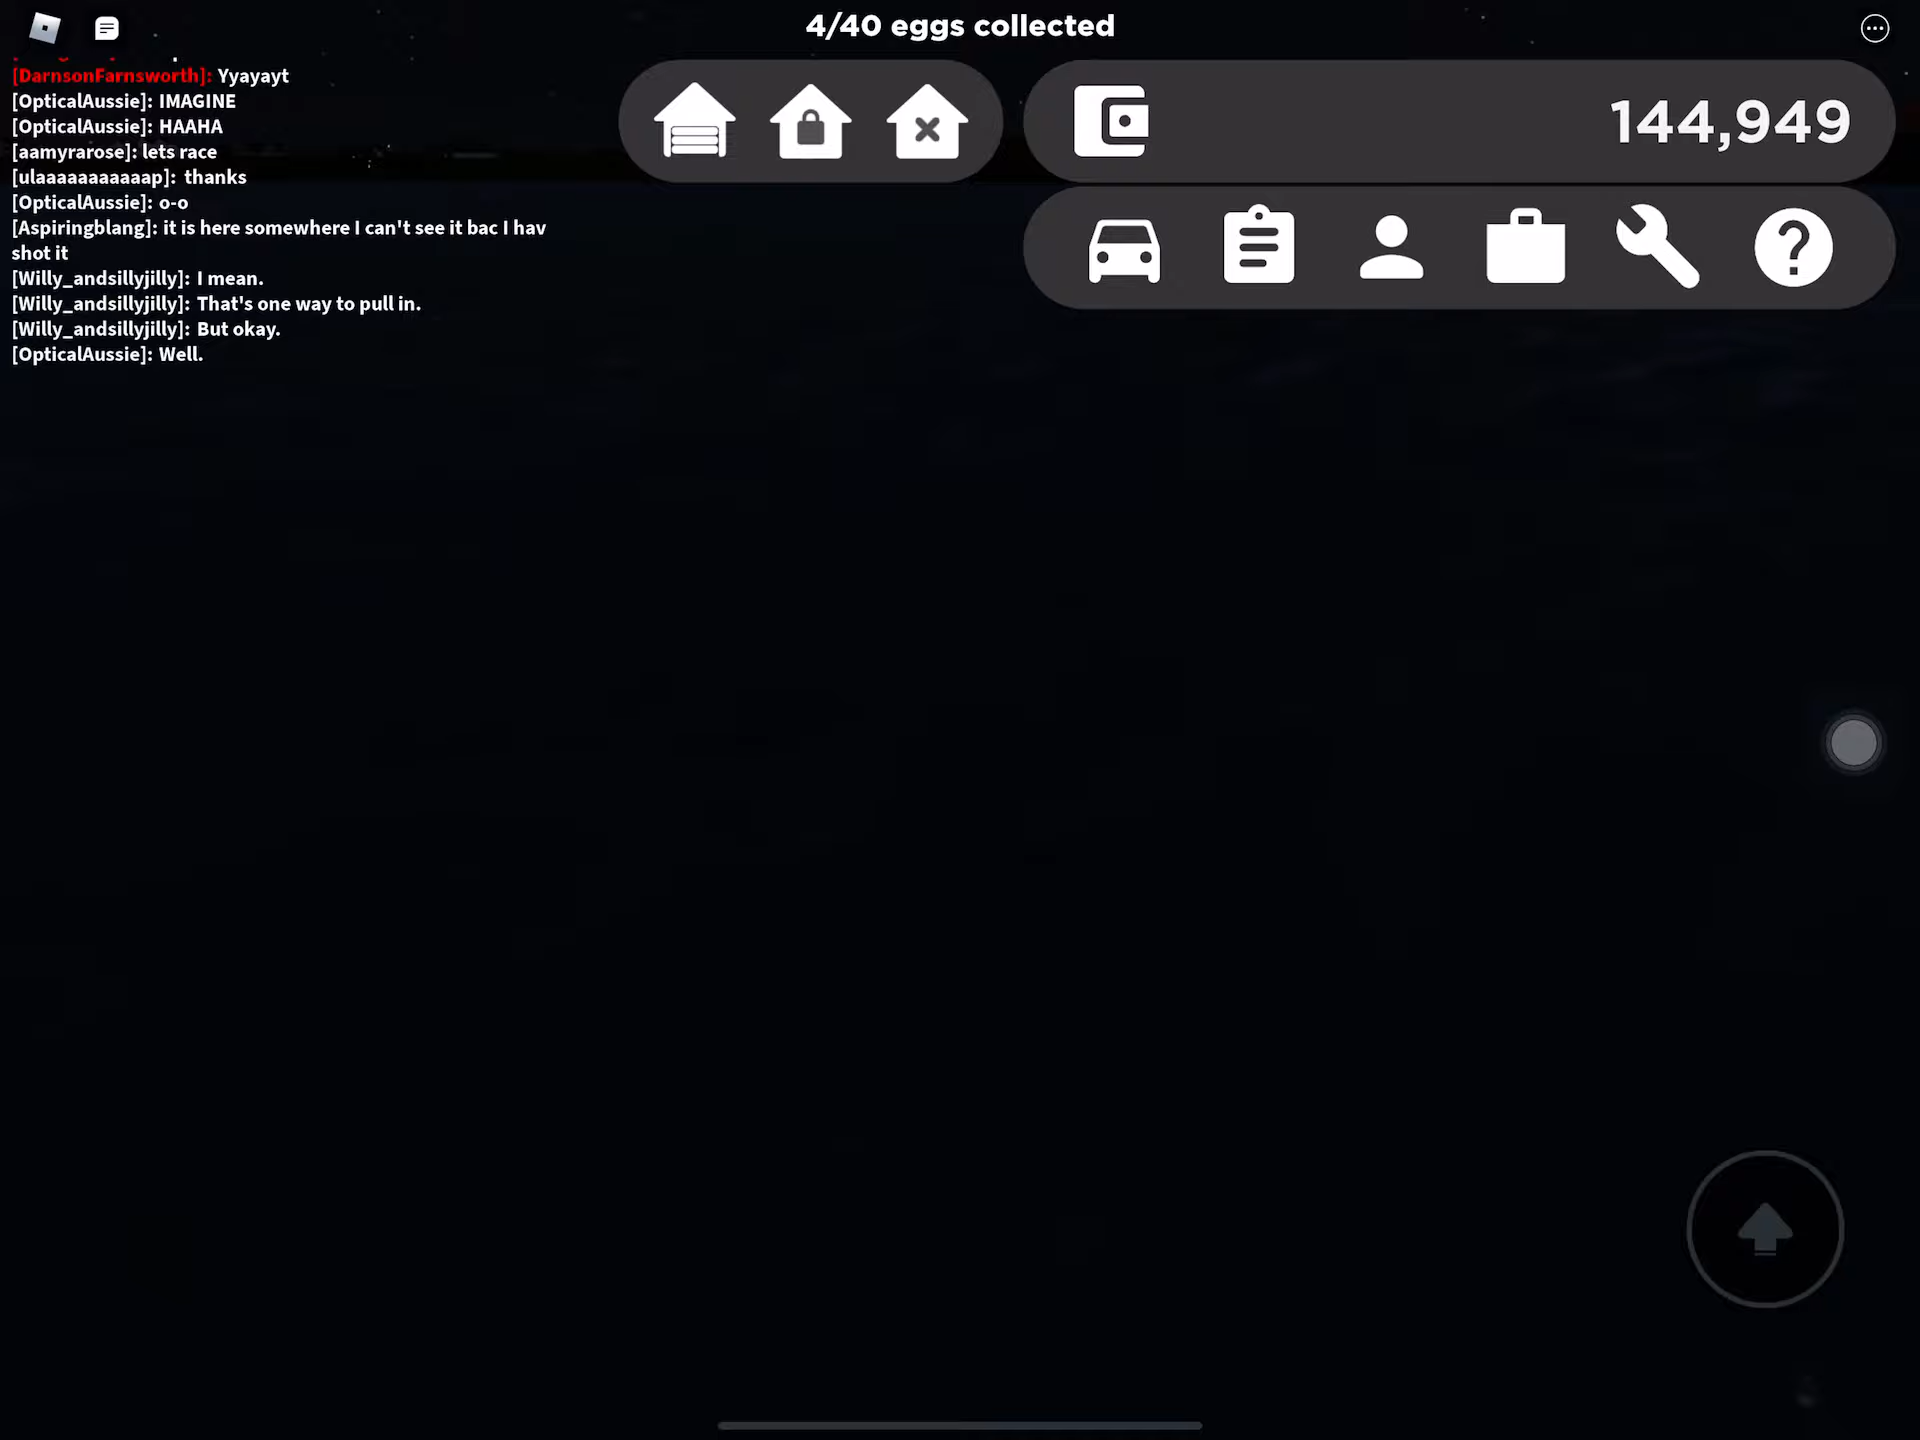 4/40 eggs collected
[DarnsonFarnsworth]: Yyayayt
[OpticalAussie]: IMAGINE
[OpticalAussie]: HAAHA
[aamyrarose]: lets race
[ulaaaaaaaaaap]: thanks
[OpticalAussie]: o-o
[Aspiringblang]: it is here somewhere I can't see it bac I hav
shot it
[Willy_andsillyjilly]: I mean.
[Willy_andsillyjilly]: That's one way to pull in.
[Willy_andsillyjilly]: But okay.
[OpticalAussie]: Well.
144,949